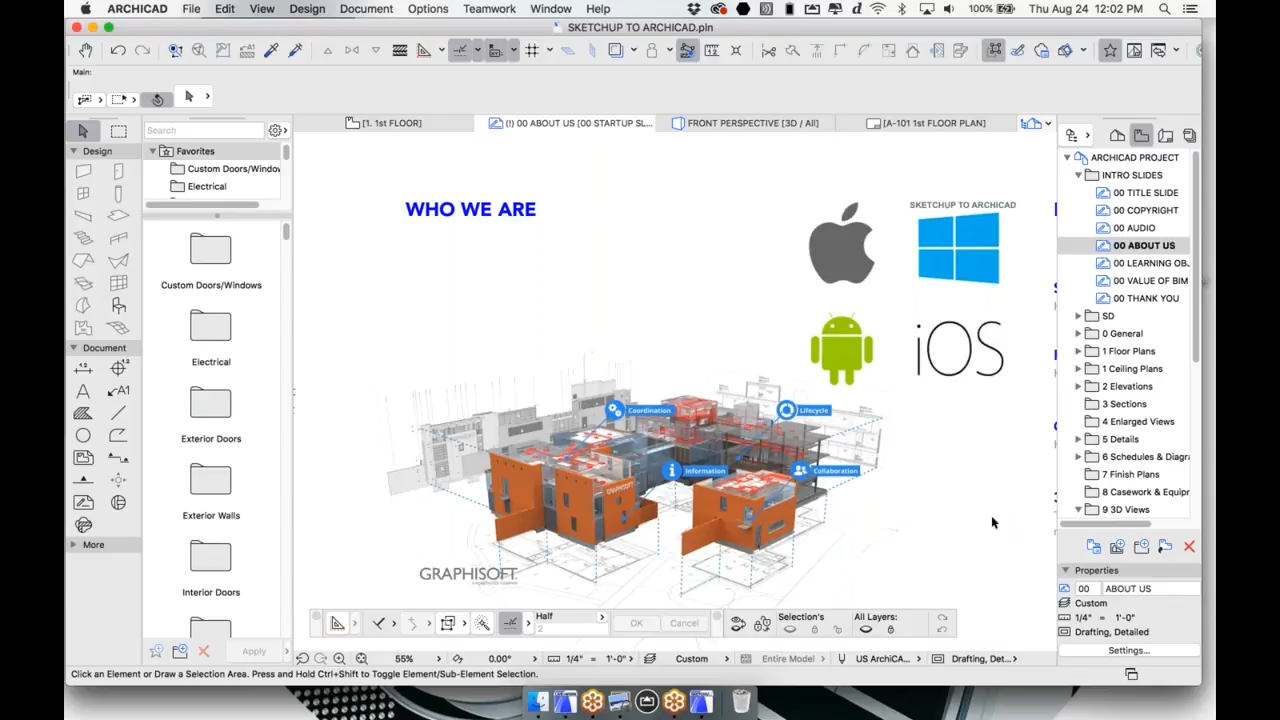 ARCHICAD File Edit View Design Document Options Teamwork Window Help 100% Thu Aug 24 12:02 PM
SKETCHUP TO ARCHICAD.pln
Main:
Search
[1. 1st FLOOR]
(!) 00 ABOUT US [00 STARTUP SL...
FRONT PERSPECTIVE [3D / All]
[A-101 1st FLOOR PLAN]
Design
Favorites
Custom Doors/Window
Electrical
Custom Doors/Windows
Electrical
Exterior Doors
Exterior Walls
Interior Doors
Document
More
Apply
WHO WE ARE
SKETCHUP TO ARCHICAD
iOS
Coordination
Lifecycle
Information
Collaboration
GRAPHISOFT
GRAPHISOFT
ARCHICAD PROJECT
INTRO SLIDES
00 TITLE SLIDE
00 COPYRIGHT
00 AUDIO
00 ABOUT US
00 LEARNING OBJ
00 VALUE OF BIM
00 THANK YOU
SD
0 General
1 Floor Plans
1 Ceiling Plans
2 Elevations
3 Sections
4 Enlarged Views
5 Details
6 Schedules & Diagra
7 Finish Plans
8 Casework & Equipr
9 3D Views
Properties
00 ABOUT US
Custom
1/4" = 1'-0"
Drafting, Detailed
Settings...
Half
2
OK Cancel
Selection's
All Layers:
55% 0.00° 1/4" = 1'-0" Custom Entire Model US ArchiCA... Drafting, Det...
Click an Element or Draw a Selection Area. Press and Hold Ctrl+Shift to Toggle Element/Sub-Element Selection.